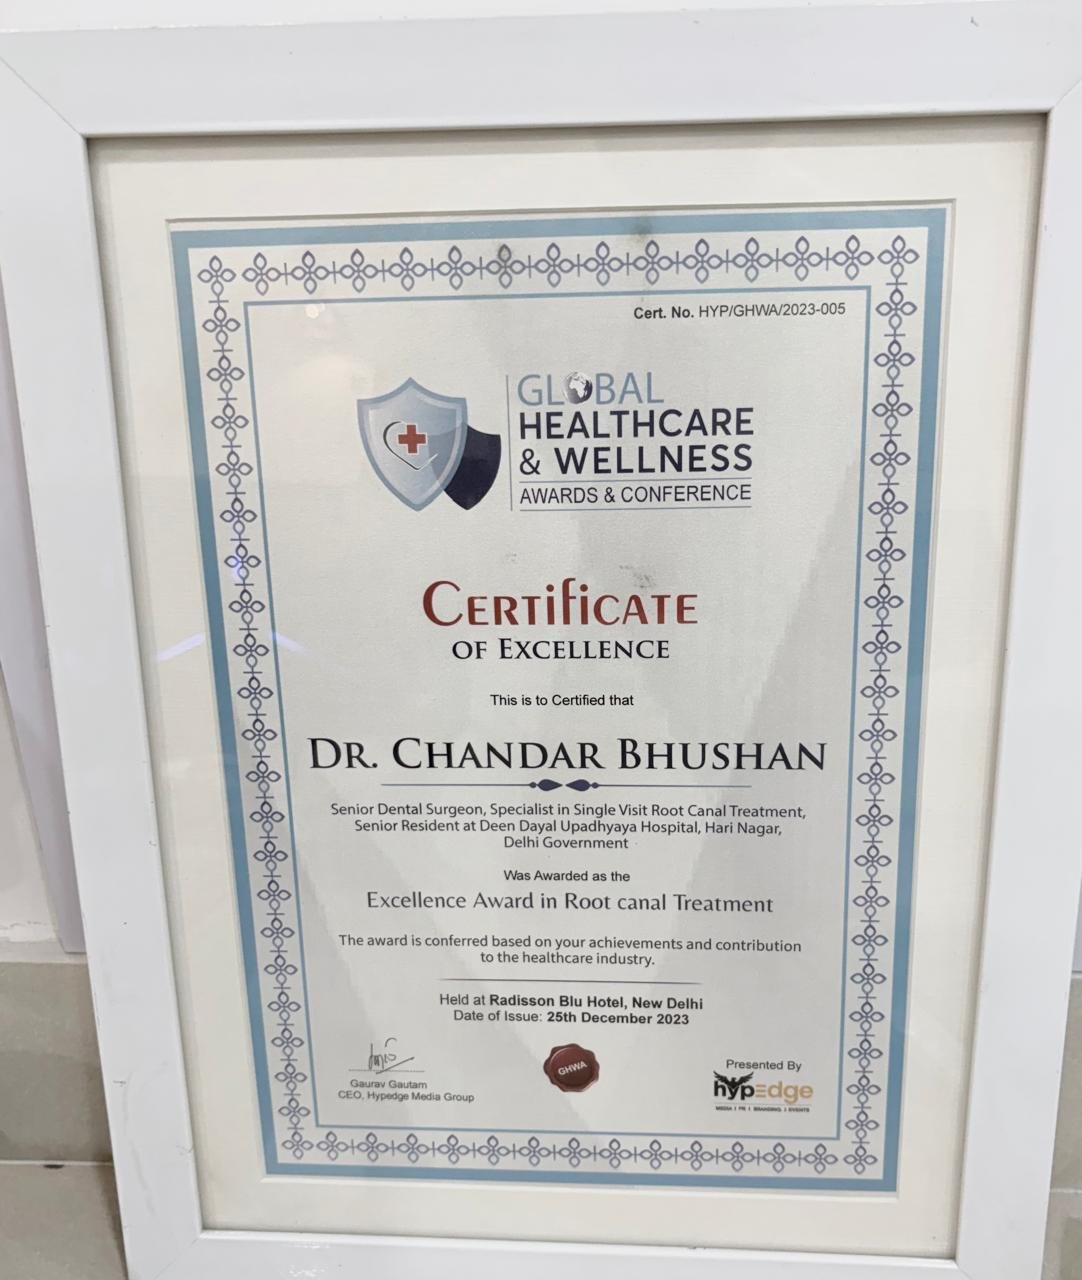 Cert. No. HYP/GHWA/2023-005
GLOBAL
HEALTHCARE
& WELLNESS
AWARDS & CONFERENCE
CERTIFICATE
OF EXCELLENCE
This is to Certified that
DR. CHANDAR BHUSHAN
Senior Dental Surgeon, Specialist in Single Visit Root Canal Treatment,
Senior Resident at Deen Dayal Upadhyaya Hospital, Hari Nagar,
Delhi Government
Was Awarded as the
Excellence Award in Root canal Treatment
The award is conferred based on your achievements and contribution
to the healthcare industry.
Held at Radisson Blu Hotel, New Delhi
Date of Issue: 25th December 2023
Gaurav Gautam
CEO, Hypedge Media Group
GHWA
Presented By
hypedge
MEDIA | PR | BRANDING | EVENTS